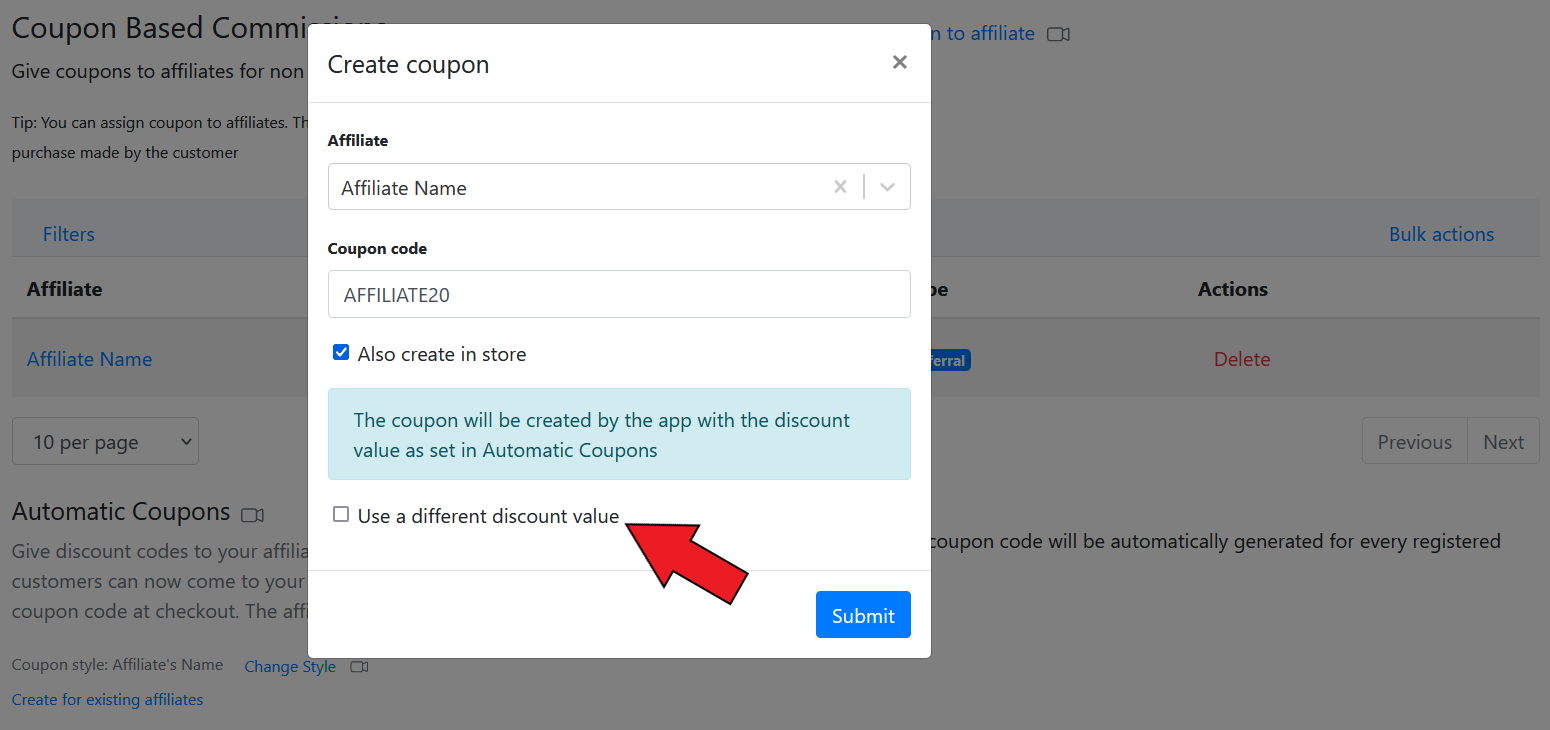 Coupon Based Commissions
n to affiliate
Give coupons to affiliates for non
Tip: You can assign coupon to affiliates. Th
purchase made by the customer
Create coupon
Affiliate
Affiliate Name
Coupon code
AFFILIATE20
Also create in store
The coupon will be created by the app with the discount
value as set in Automatic Coupons
Use a different discount value
Submit
Filters
Bulk actions
Affiliate
Actions
Affiliate Name
ferral
Delete
10 per page
Previous
Next
Automatic Coupons
Give discount codes to your affilia
coupon code will be automatically generated for every registered
customers can now come to your
coupon code at checkout. The affi
Coupon style: Affiliate's Name
Change Style
Create for existing affiliates